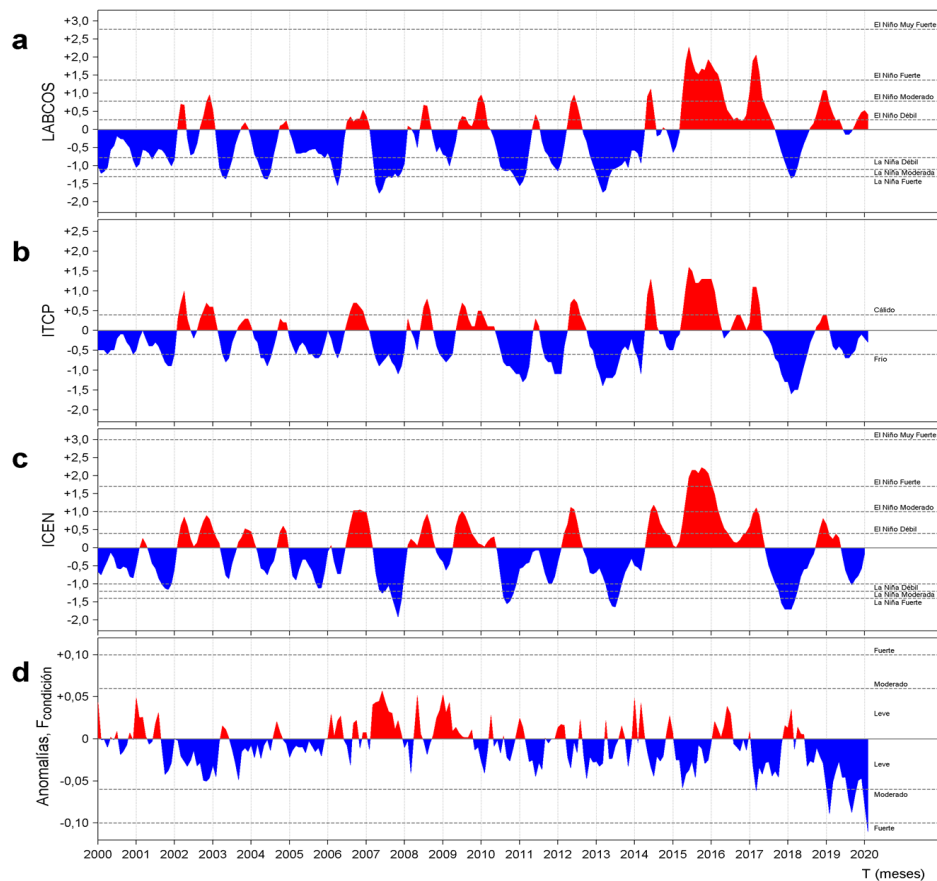 a
LABCOS
+3,0
+2,5
+2,0
+1,5
+1,0
+0,5
0
-0,5
-1,0
-1,5
-2,0
El Niño Muy Fuerte
El Niño Fuerte
El Niño Moderado
El Niño Débil
La Niña Débil
La Niña Moderada
La Niña Fuerte
b
ITCP
+2,5
+2,0
+1,5
+1,0
+0,5
0
-0,5
-1,0
-1,5
-2,0
Cálido
Frio
c
ICEN
+3,0
+2,5
+2,0
+1,5
+1,0
+0,5
0
-0,5
-1,0
-1,5
-2,0
El Niño Muy Fuerte
El Niño Fuerte
El Niño Moderado
El Niño Débil
La Niña Débil
La Niña Moderada
La Niña Fuerte
d
Anomalías, Fcondición
+0,10
+0,05
0
-0,05
-0,10
Fuerte
Moderado
Leve
Leve
Moderado
Fuerte
2000 2001 2002 2003 2004 2005 2006 2007 2008 2009 2010 2011 2012 2013 2014 2015 2016 2017 2018 2019 2020
T (meses)